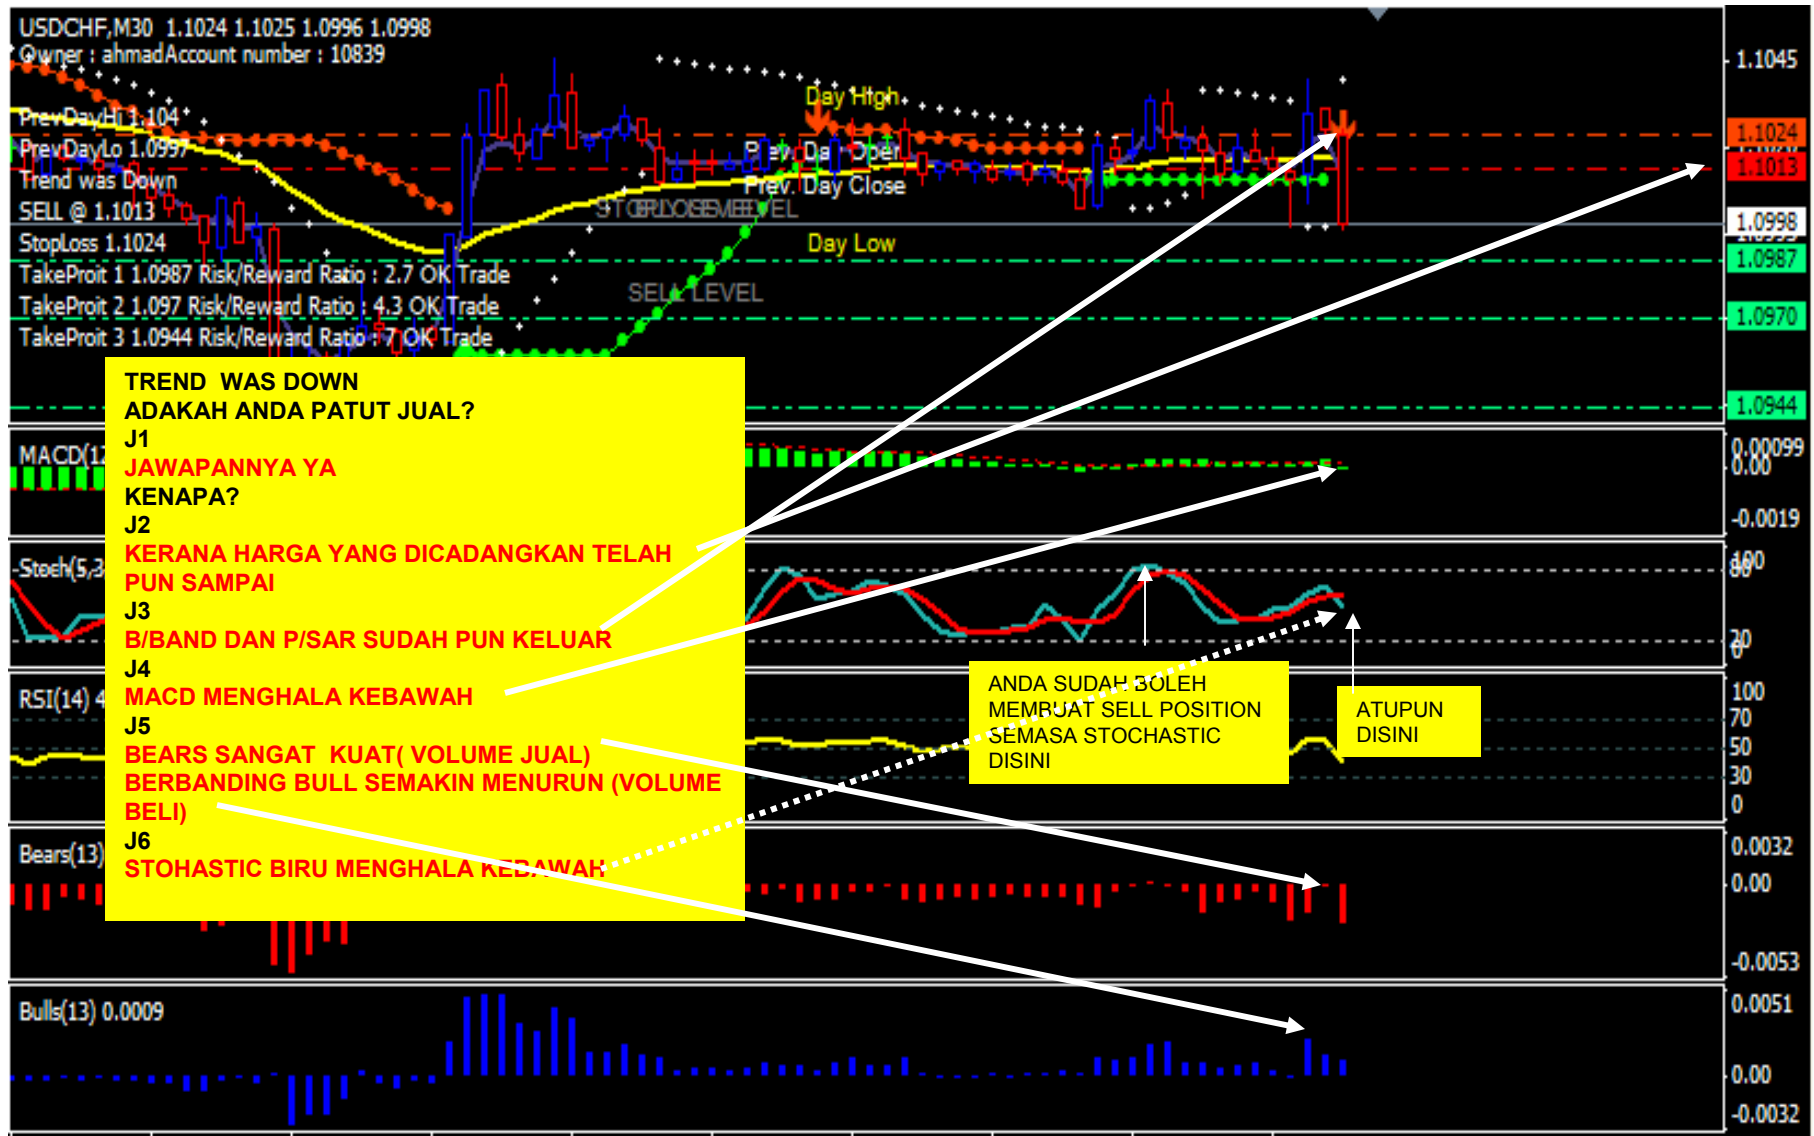 USDCHF,M30 1.1024 1.1025 1.0996 1.0998
Owner : ahmadAccount number : 10839
PrevDayHi 1.104
PrevDayLo 1.0997
Trend was Down
SELL @ 1.1013
StopLoss 1.1024
TakeProit 1 1.0987 Risk/Reward Ratio : 2.7 OK Trade
TakeProit 2 1.097 Risk/Reward Ratio : 4.3 OK Trade
TakeProit 3 1.0944 Risk/Reward Ratio : 7 OK Trade
Day High
Prev. Day Open
Prev. Day Close
Day Low
SELL LEVEL
1.1045
1.1024
1.1013
1.0998
1.0987
1.0970
1.0944
TREND WAS DOWN
ADAKAH ANDA PATUT JUAL?
J1
JAWAPANNYA YA
KENAPA?
J2
KERANA HARGA YANG DICADANGKAN TELAH
PUN SAMPAI
J3
B/BAND DAN P/SAR SUDAH PUN KELUAR
J4
MACD MENGHALA KEBAWAH
J5
BEARS SANGAT KUAT( VOLUME JUAL)
BERBANDING BULL SEMAKIN MENURUN (VOLUME
BELI)
J6
STOHASTIC BIRU MENGHALA KEBAWAH
MACD(12
0.00099
0.00
-0.0019
Stoch(5,3
100
20
ANDA SUDAH BOLEH
MEMBUAT SELL POSITION
SEMASA STOCHASTIC
DISINI
ATUPUN
DISINI
RSI(14) 4
100
70
50
30
0
Bears(13)
0.0032
0.00
-0.0053
Bulls(13) 0.0009
0.0051
0.00
-0.0032